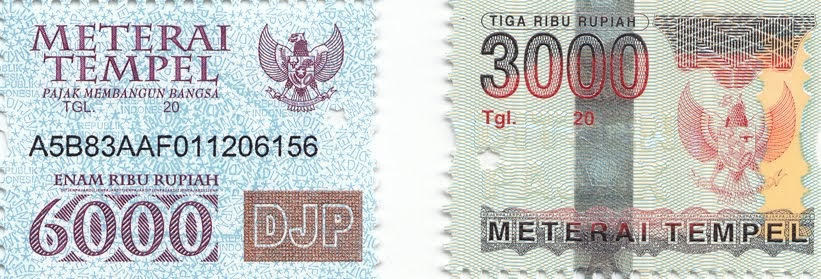 METERAI
TEMPEL
PAJAK MEMBANGUN BANGSA
TGL. 20
A5B83AAF011206156
ENAM RIBU RUPIAH
6000
DJP
TIGA RIBU RUPIAH
3000
Tgl. 20
METERAI TEMPEL